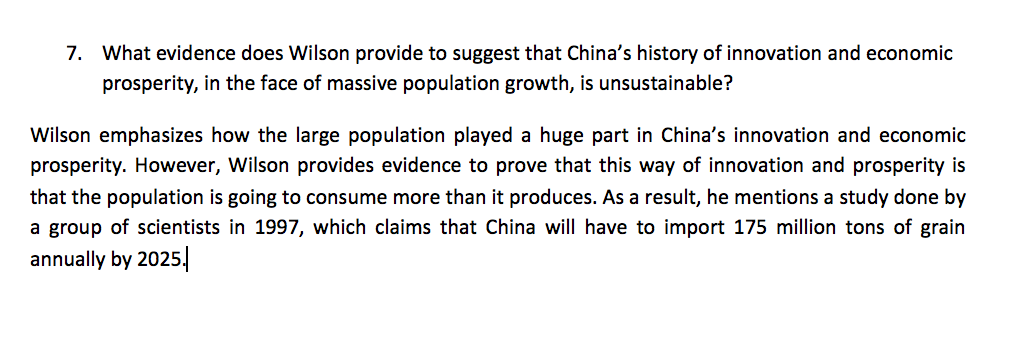 7. What evidence does Wilson provide to suggest that China’s history of innovation and economic
prosperity, in the face of massive population growth, is unsustainable?
Wilson emphasizes how the large population played a huge part in China’s innovation and economic
prosperity. However, Wilson provides evidence to prove that this way of innovation and prosperity is
that the population is going to consume more than it produces. As a result, he mentions a study done by
a group of scientists in 1997, which claims that China will have to import 175 million tons of grain
annually by 2025.